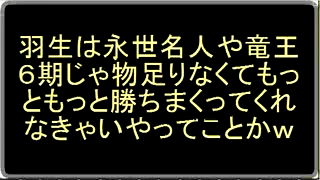 羽生は永世名人や竜王
６期じゃ物足りなくてもっ
ともっと勝ちまくってくれ
なきゃいやってことかｗ